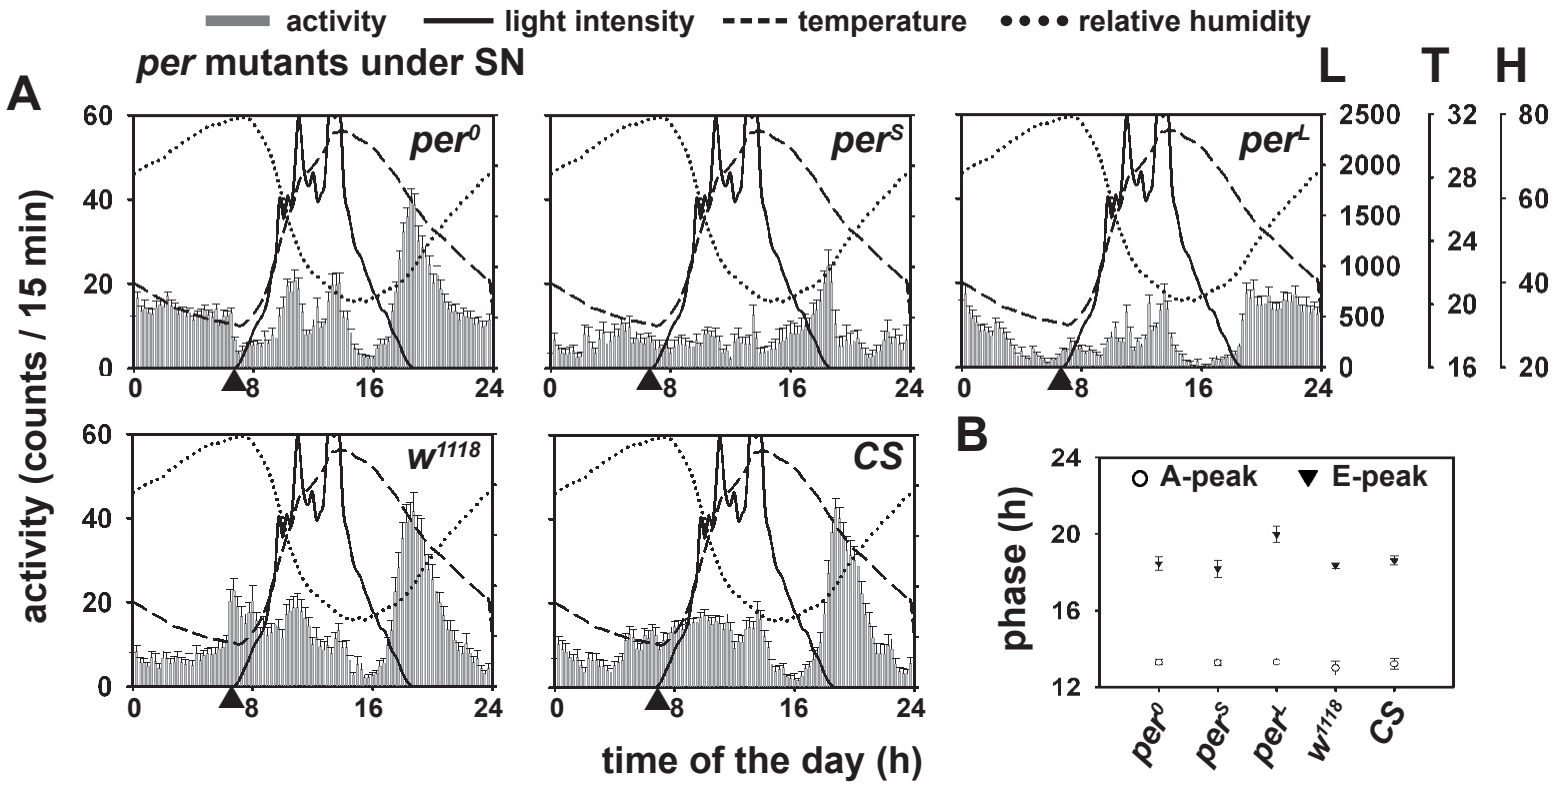 activity light intensity temperature relative humidity
per mutants under SN
L T H
A
60 per0 perS perL 2500 32 80
40 2000 28 60
1500 24
20 1000 40
500 20
0 0 16 20
0 8 16 24 0 8 16 24 0 8 16 24
activity (counts / 15 min)
60 w1118 CS
40
20
0
0 8 16 24 0 8 16 24
time of the day (h)
B
24 A-peak E-peak
20
16
12
phase (h)
per0 perS perL w1118 CS